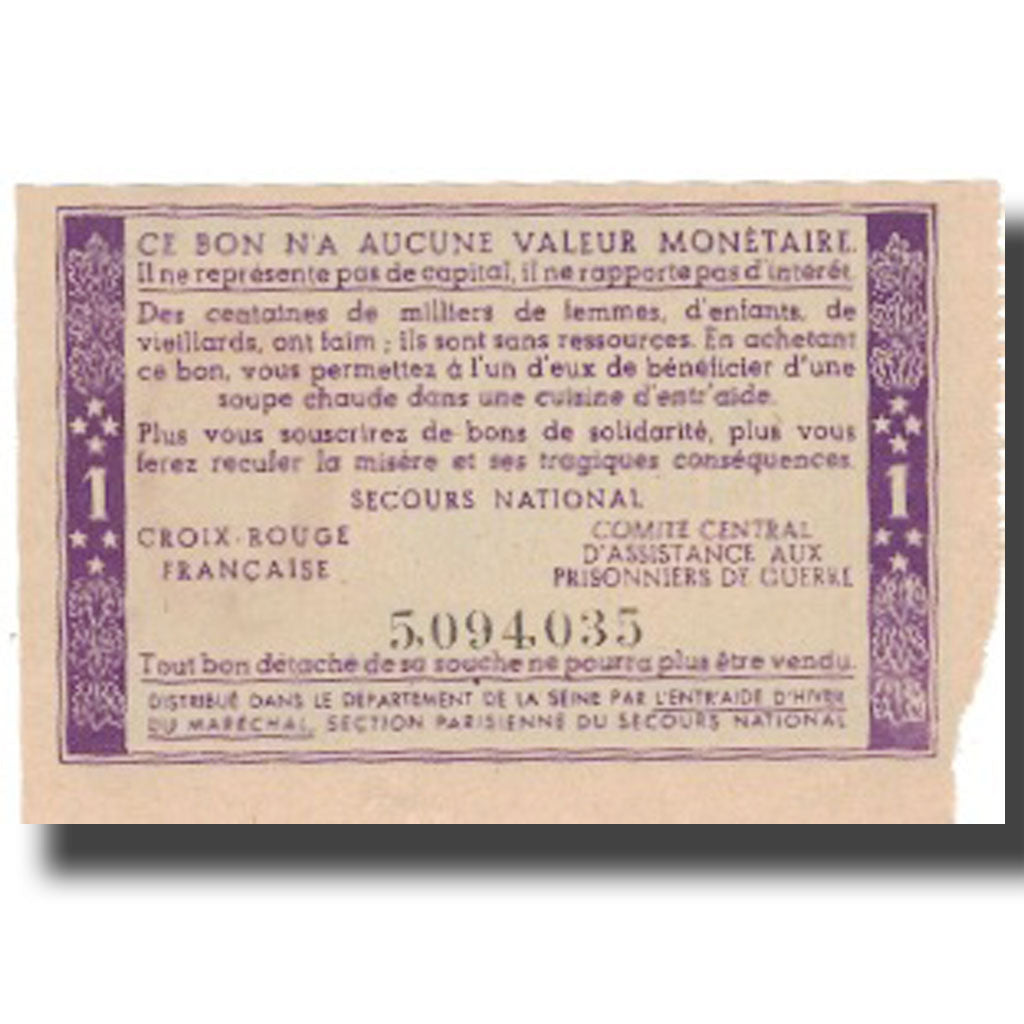 CE BON N'A AUCUNE VALEUR MONÉTAIRE.
Il ne représente pas de capital, il ne rapporte pas d'intérêt.
Des centaines de milliers de femmes, d'enfants, de
vieillards, ont faim ; ils sont sans ressources. En achetant
ce bon, vous permettez à l'un d'eux de bénéficier d'une
soupe chaude dans une cuisine d'entr'aide.
Plus vous souscrirez de bons de solidarité, plus vous
ferez reculer la misère et ses tragiques conséquences.
1 1
SECOURS NATIONAL
CROIX-ROUGE
FRANÇAISE
COMITÉ CENTRAL
D'ASSISTANCE AUX
PRISONNIERS DE GUERRE
5.094.035
Tout bon détaché de sa souche ne pourra plus être vendu.
DISTRIBUÉ DANS LE DÉPARTEMENT DE LA SEINE PAR L'ENTR'AIDE D'HIVER
DU MARÉCHAL, SECTION PARISIENNE DU SECOURS NATIONAL